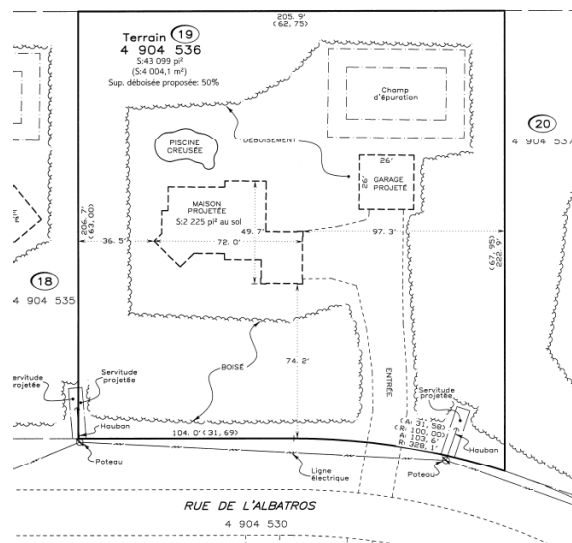 205.9'
(62,75)
Terrain 19
4 904 536
S:43 099 pi²
(S:4 004,1 m²)
Sup. déboisée proposée: 50%
Champ
d'épuration
20
4 904 537
DÉBOISEMENT
PISCINE
CREUSÉE
26'
26'
GARAGE
PROJETÉ
MAISON
PROJETÉE
S:2 225 pi² au sol
49.7'
72.0'
36.5'
97.3'
206.7'
(63,00)
(67,95)
222.9'
18
4 904 535
74.2'
BOISÉ
ENTRÉE
Servitude
projetée
Servitude
projetée
Hauban
104.0' (31,69)
(A: 31,58)
(R: 100,00)
A: 103.6'
R: 328.1'
Hauban
Poteau
Ligne
électrique
Poteau
RUE DE L'ALBATROS
4 904 530